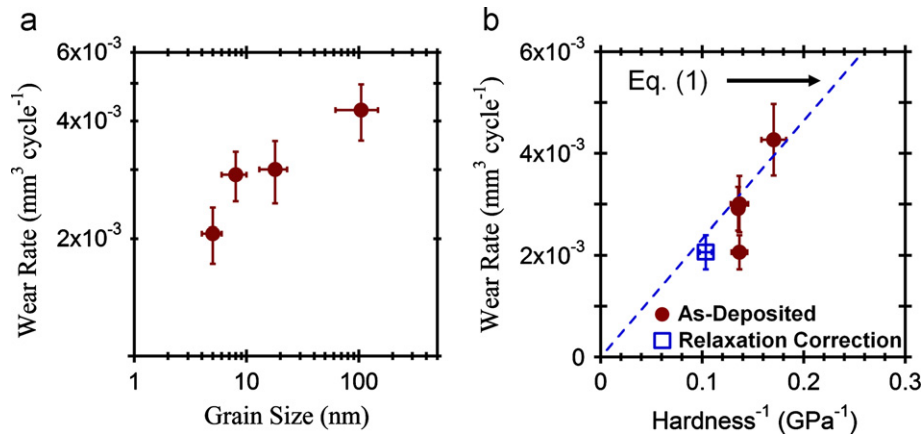 a
Wear Rate (mm³ cycle⁻¹)
6x10⁻³
4x10⁻³
2x10⁻³
1
10
100
Grain Size (nm)
b
Wear Rate (mm³ cycle⁻¹)
6x10⁻³
4x10⁻³
2x10⁻³
0
Eq. (1)
As-Deposited
Relaxation Correction
0
0.1
0.2
0.3
Hardness⁻¹ (GPa⁻¹)